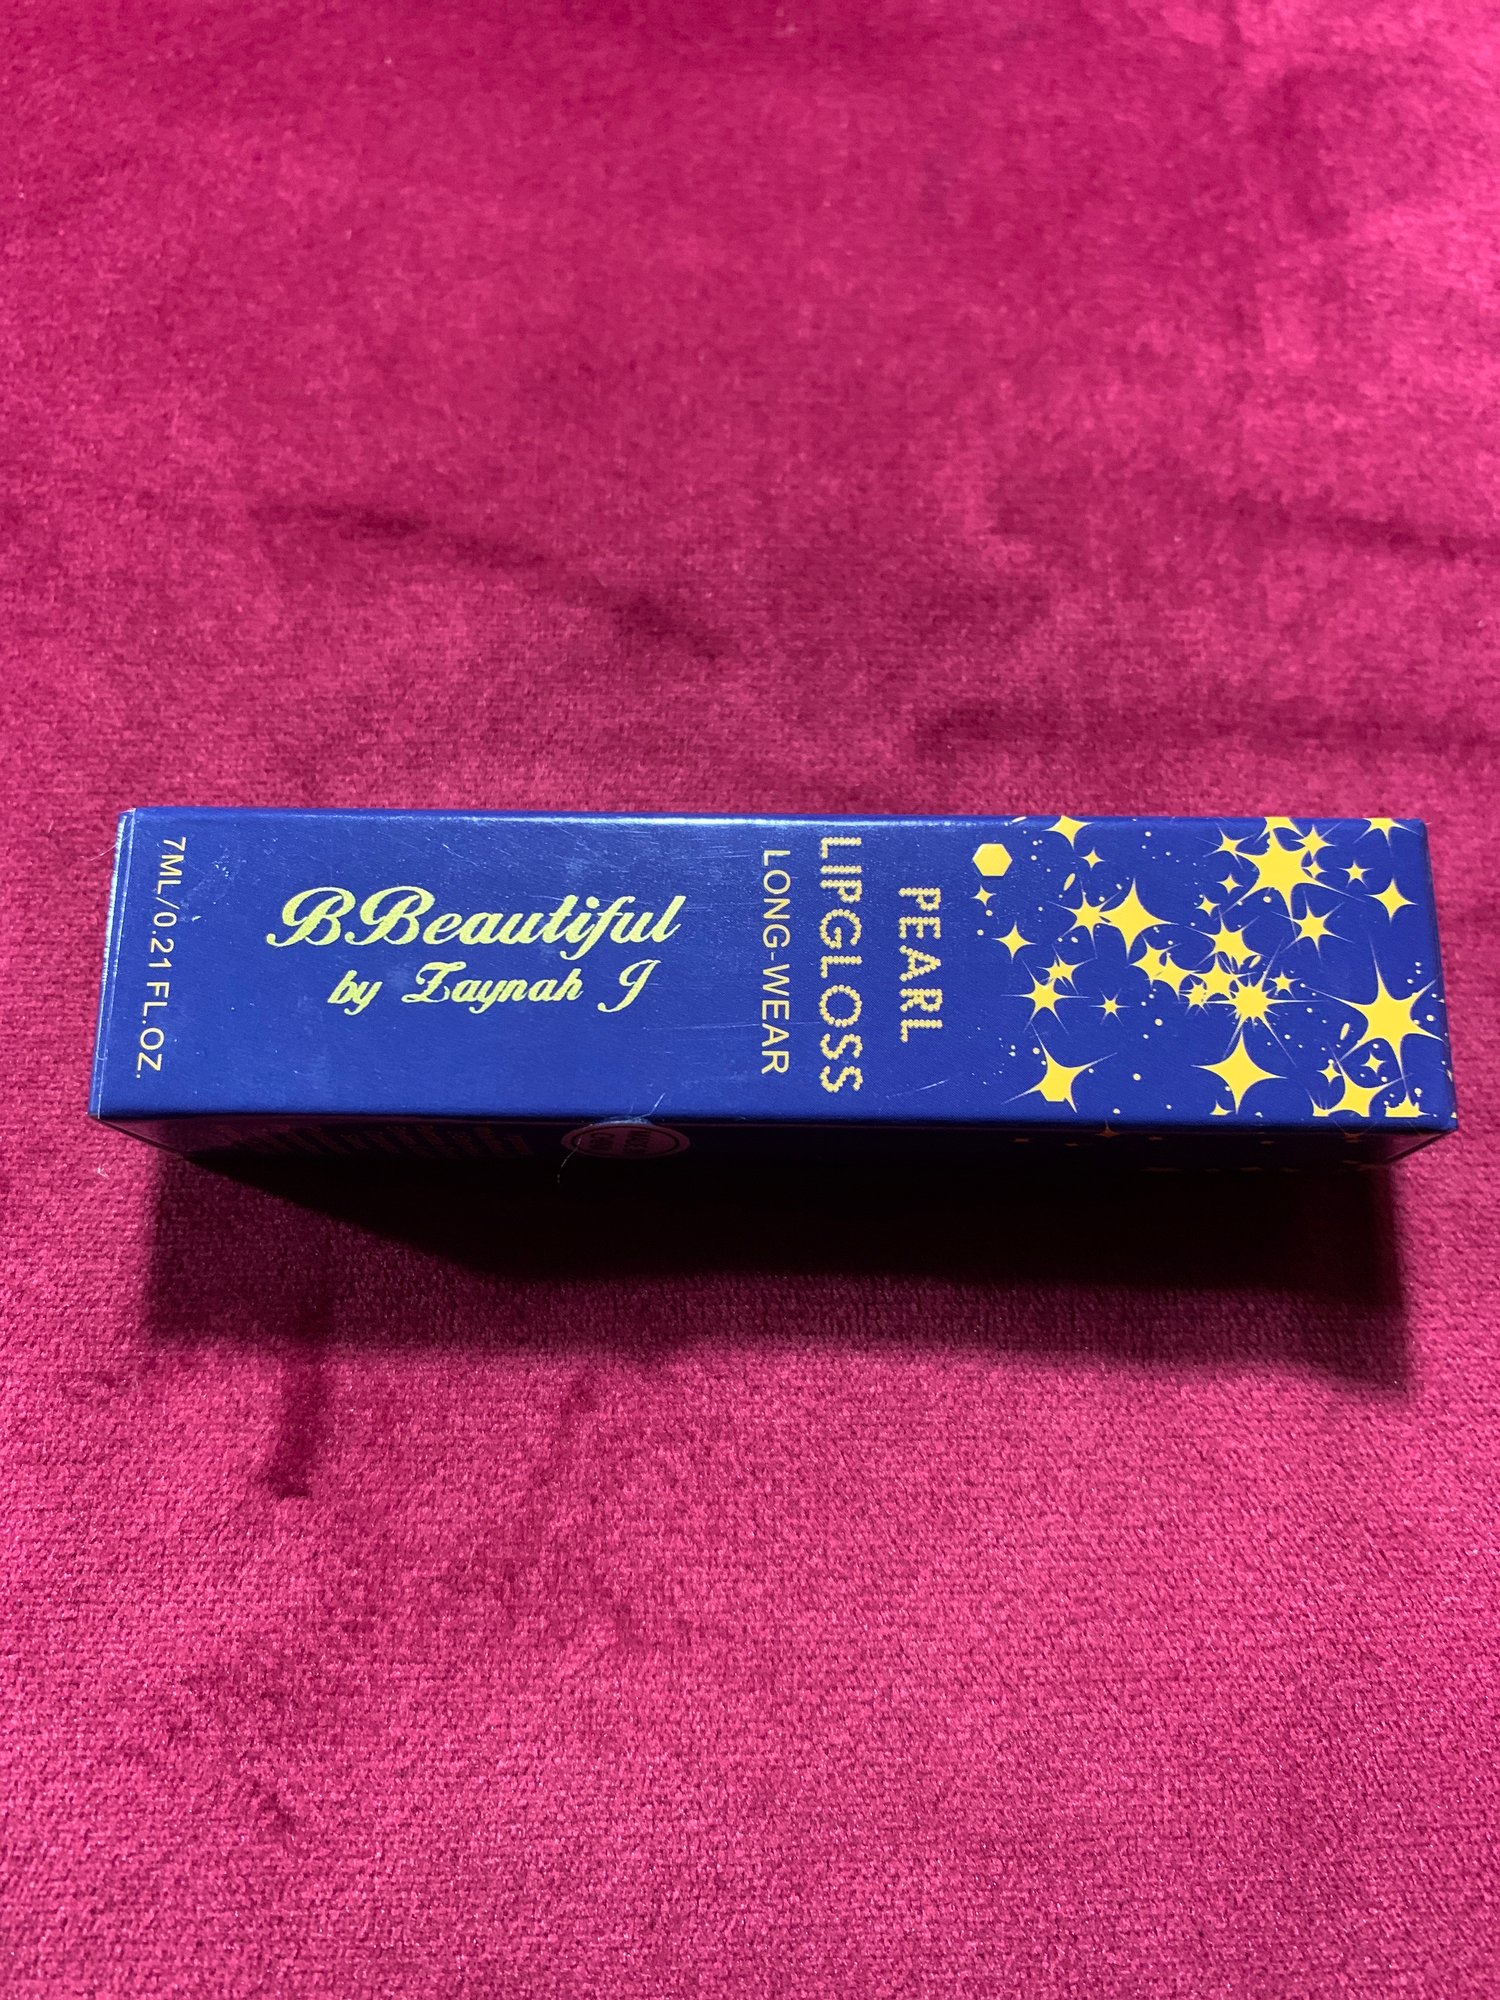 PEARL
LIPGLOSS
LONG-WEAR
BBeautiful
by Zaynah J
7ML/0.21 FL.OZ.